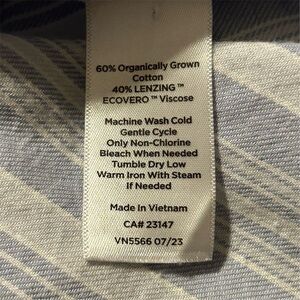 60% Organically Grown
Cotton
40% LENZING™
ECOVERO™ Viscose
Machine Wash Cold
Gentle Cycle
Only Non-Chlorine
Bleach When Needed
Tumble Dry Low
Warm Iron With Steam
If Needed
Made In Vietnam
CA# 23147
VN5566 07/23